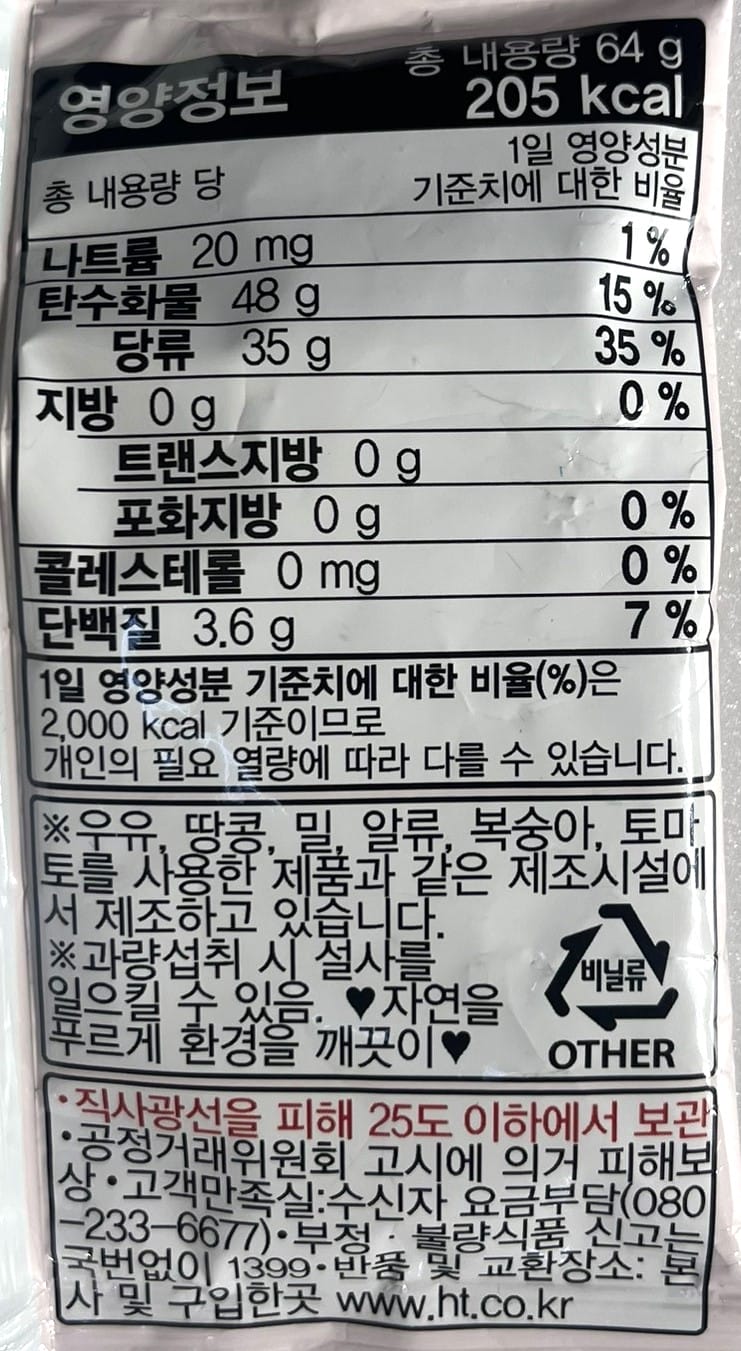 영양정보
총 내용량 64 g
205 kcal
총 내용량 당
1일 영양성분
기준치에 대한 비율
나트륨 20 mg 1 %
탄수화물 48 g 15 %
당류 35 g 35 %
지방 0 g 0 %
트랜스지방 0 g
포화지방 0 g 0 %
콜레스테롤 0 mg 0 %
단백질 3.6 g 7 %
1일 영양성분 기준치에 대한 비율(%)은
2,000 kcal 기준이므로
개인의 필요 열량에 따라 다를 수 있습니다.
※우유, 땅콩, 밀, 알류, 복숭아, 토마
토를 사용한 제품과 같은 제조시설에
서 제조하고 있습니다.
※과량섭취 시 설사를
일으킬 수 있음. ♥자연을
푸르게 환경을 깨끗이♥
비닐류
OTHER
•직사광선을 피해 25도 이하에서 보관
•공정거래위원회 고시에 의거 피해보
상•고객만족실:수신자 요금부담(080
-233-6677)•부정·불량식품 신고는
국번없이 1399•반품 및 교환장소: 본
사 및 구입한곳 www.ht.co.kr